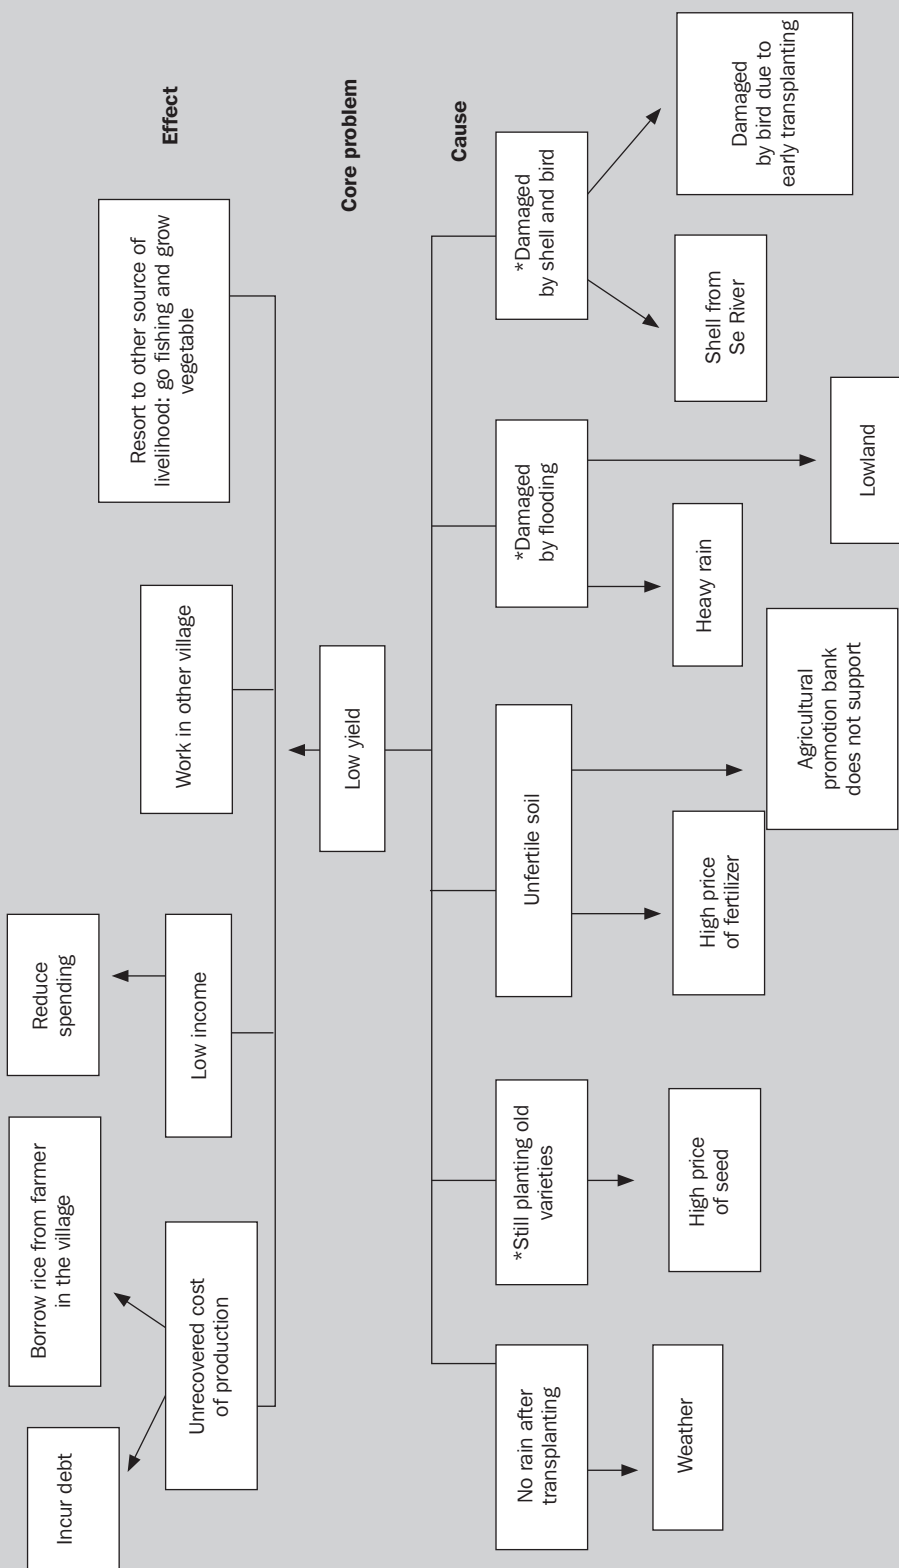 Incur debt
Borrow rice from farmer
in the village
Reduce
spending
Unrecovered cost
of production
Low income
Work in other village
Resort to other source of
livelihood: go fishing and grow
vegetable
Effect
Low yield
Core problem
Cause
No rain after
transplanting
*Still planting old
varieties
Unfertile soil
*Damaged
by flooding
*Damaged
by shell and bird
Weather
High price
of seed
High price
of fertilizer
Agricultural
promotion bank
does not support
Heavy rain
Lowland
Shell from
Se River
Damaged
by bird due to
early transplanting